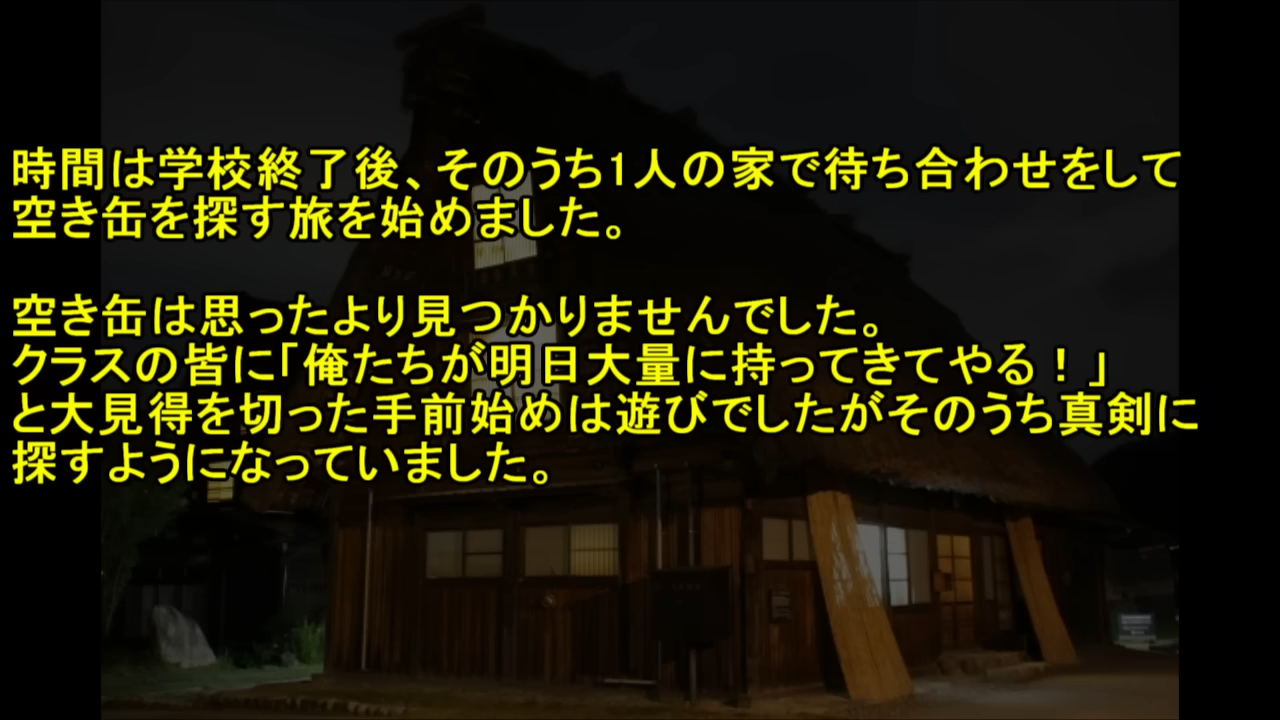 時間は学校終了後、そのうち1人の家で待ち合わせをして
空き缶を探す旅を始めました。
空き缶は思ったより見つかりませんでした。
クラスの皆に「俺たちが明日大量に持ってきてやる！」
と大見得を切った手前始めは遊びでしたがそのうち真剣に
探すようになっていました。